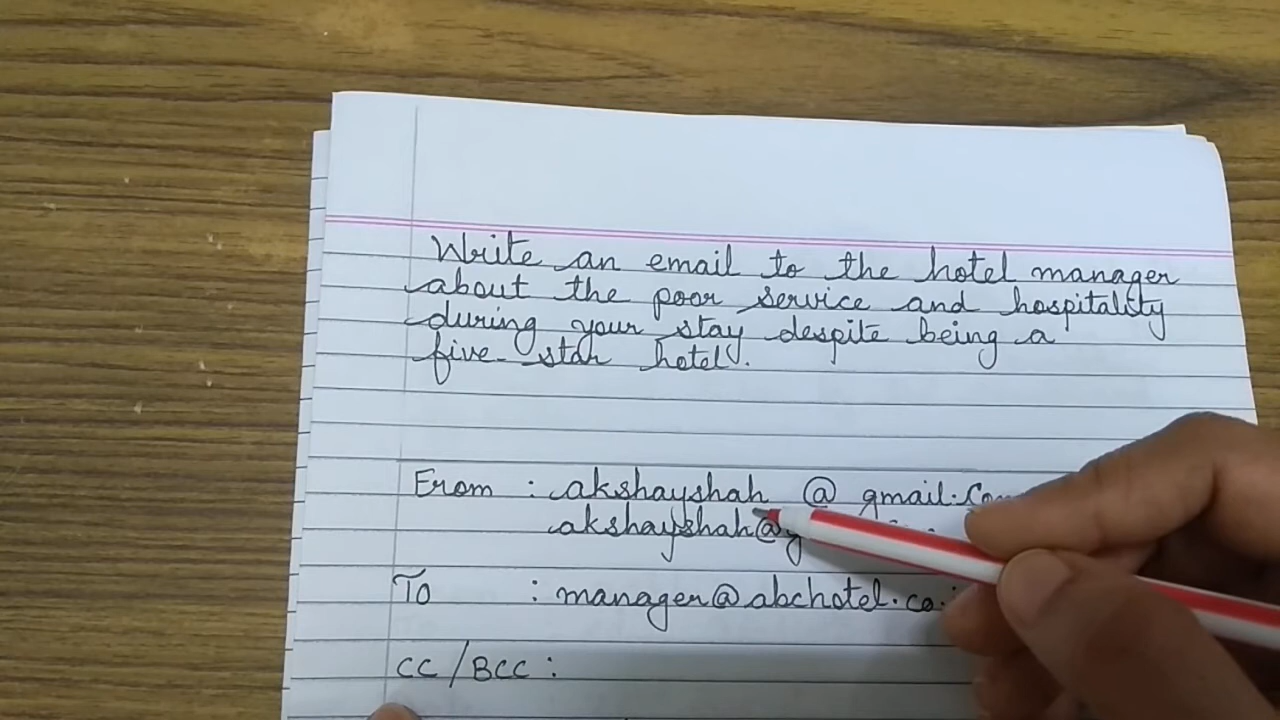 Write an email to the hotel manager
about the poor service and hospitality
during your stay despite being a
five-star hotel.
From : akshayshah @ gmail.com
akshayshah@
To : manager@abchotel.co.
CC/BCC :